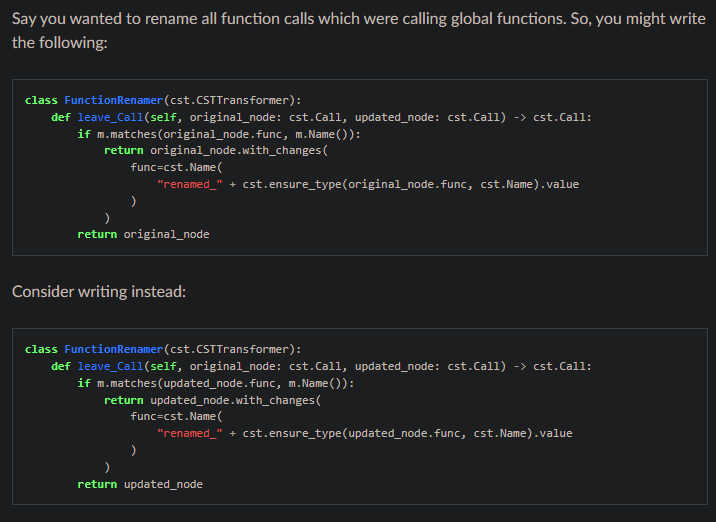 Say you wanted to rename all function calls which were calling global functions. So, you might write
the following:
class FunctionRenamer(cst.CSTTransformer):
    def leave_Call(self, original_node: cst.Call, updated_node: cst.Call) -> cst.Call:
        if m.matches(original_node.func, m.Name()):
            return original_node.with_changes(
                func=cst.Name(
                    "renamed_" + cst.ensure_type(original_node.func, cst.Name).value
                )
            )
        return original_node
Consider writing instead:
class FunctionRenamer(cst.CSTTransformer):
    def leave_Call(self, original_node: cst.Call, updated_node: cst.Call) -> cst.Call:
        if m.matches(updated_node.func, m.Name()):
            return updated_node.with_changes(
                func=cst.Name(
                    "renamed_" + cst.ensure_type(updated_node.func, cst.Name).value
                )
            )
        return updated_node